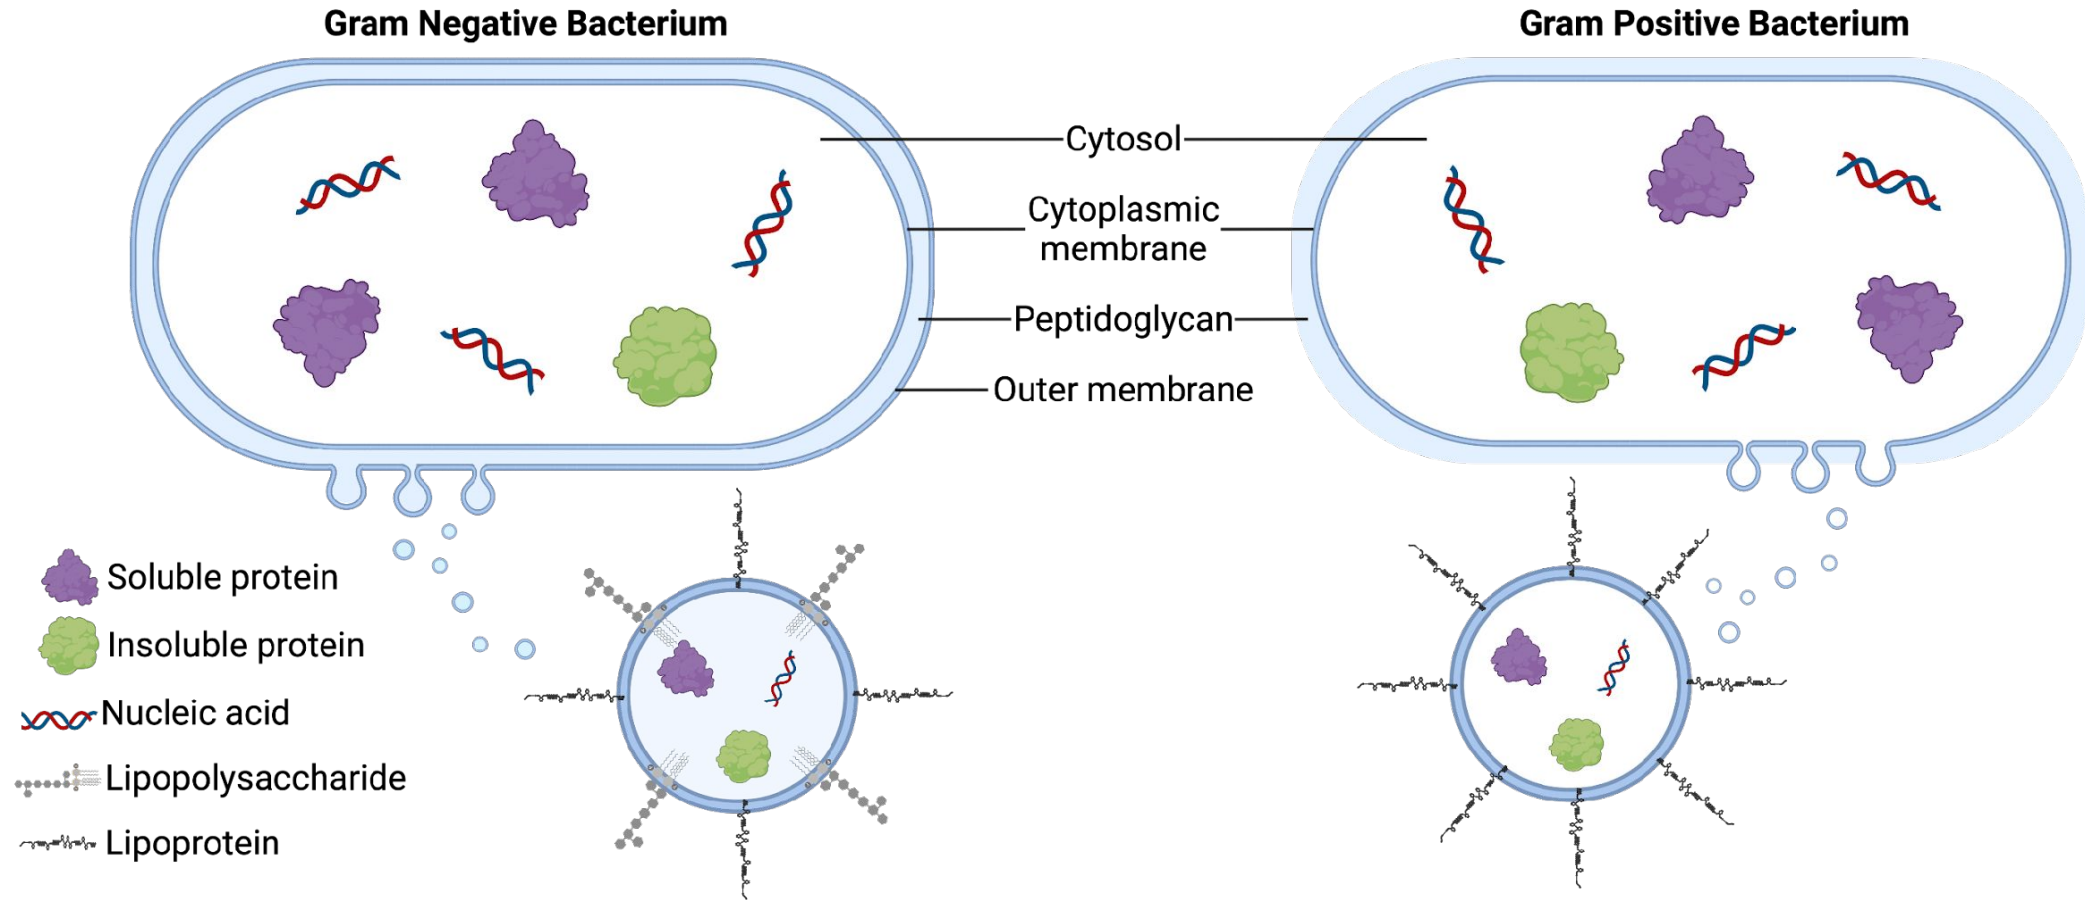 Gram Negative Bacterium
Gram Positive Bacterium
Cytosol
Cytoplasmic
membrane
Peptidoglycan
Outer membrane
Soluble protein
Insoluble protein
Nucleic acid
Lipopolysaccharide
Lipoprotein